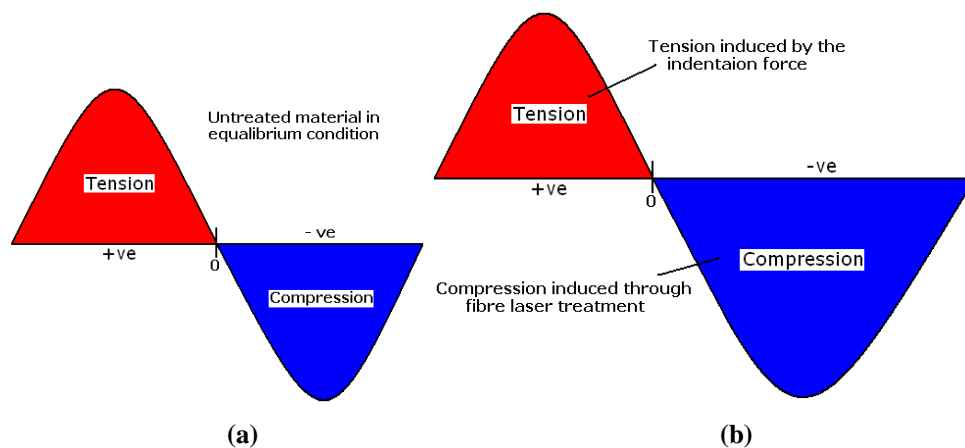 Untreated material in
equalibrium condition
Tension
+ve
0
- ve
Compression
(a)
Tension induced by the
indentaion force
Tension
+ve
0
-ve
Compression
Compression induced through
fibre laser treatment
(b)